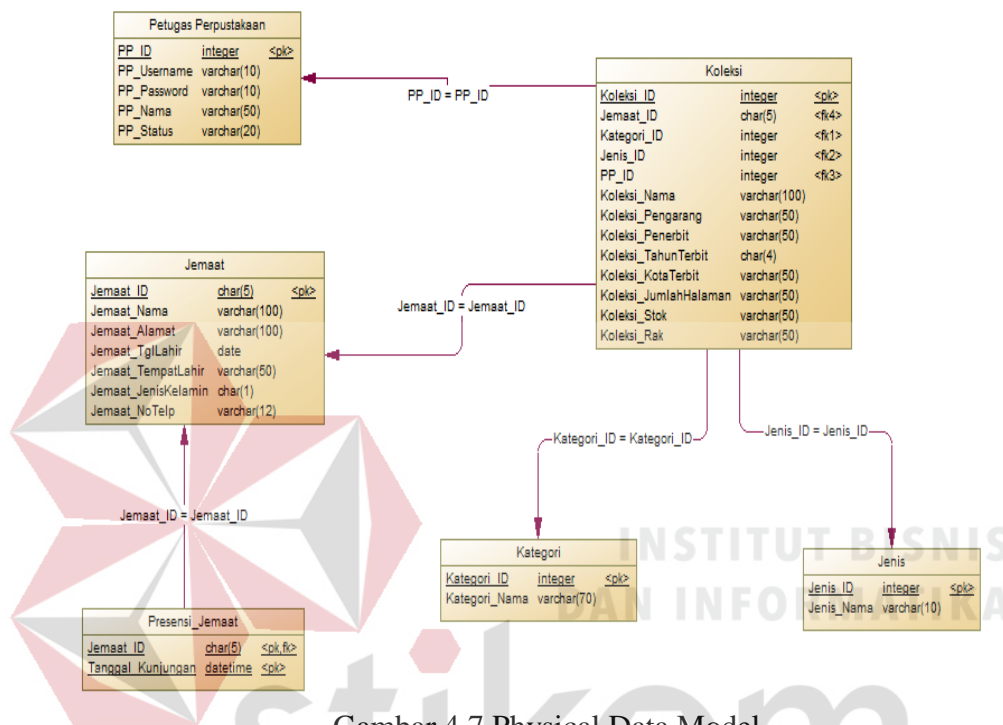 Petugas Perpustakaan
PP_ID integer <pk>
PP_Username varchar(10)
PP_Password varchar(10)
PP_Nama varchar(50)
PP_Status varchar(20)
PP_ID = PP_ID
Koleksi
Koleksi_ID integer <pk>
Jemaat_ID char(5) <fk4>
Kategori_ID integer <fk1>
Jenis_ID integer <fk2>
PP_ID integer <fk3>
Koleksi_Nama varchar(100)
Koleksi_Pengarang varchar(50)
Koleksi_Penerbit varchar(50)
Koleksi_TahunTerbit char(4)
Koleksi_KotaTerbit varchar(50)
Koleksi_JumlahHalaman varchar(50)
Koleksi_Stok varchar(50)
Koleksi_Rak varchar(50)
Jemaat
Jemaat_ID char(5) <pk>
Jemaat_Nama varchar(100)
Jemaat_Alamat varchar(100)
Jemaat_TglLahir date
Jemaat_TempatLahir varchar(50)
Jemaat_JenisKelamin char(1)
Jemaat_NoTelp varchar(12)
Jemaat_ID = Jemaat_ID
Kategori_ID = Kategori_ID
Jenis_ID = Jenis_ID
Jemaat_ID = Jemaat_ID
INSTITUT BISNIS
DAN INFORMATIKA
Kategori
Kategori_ID integer <pk>
Kategori_Nama varchar(70)
Jenis
Jenis_ID integer <pk>
Jenis_Nama varchar(10)
Presensi_Jemaat
Jemaat_ID char(5) <pk,fk>
Tanggal_Kunjungan datetime <pk>
stikom
Gambar 4.7 Physical Data Model